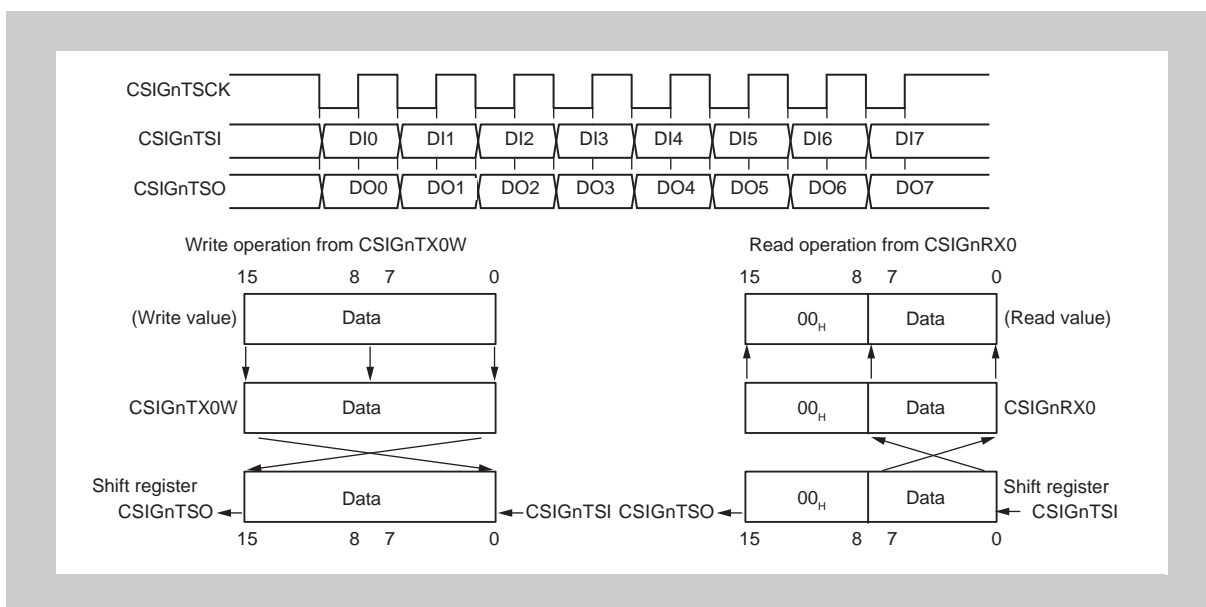 CSIGnTSCK
CSIGnTSI DI0 DI1 DI2 DI3 DI4 DI5 DI6 DI7
CSIGnTSO DO0 DO1 DO2 DO3 DO4 DO5 DO6 DO7
Write operation from CSIGnTX0W
15 8 7 0
(Write value) Data
CSIGnTX0W Data
Shift register
CSIGnTSO Data CSIGnTSI
15 8 7 0
Read operation from CSIGnRX0
15 8 7 0
00H Data (Read value)
00H Data CSIGnRX0
Shift register
CSIGnTSO 00H Data CSIGnTSI
15 8 7 0